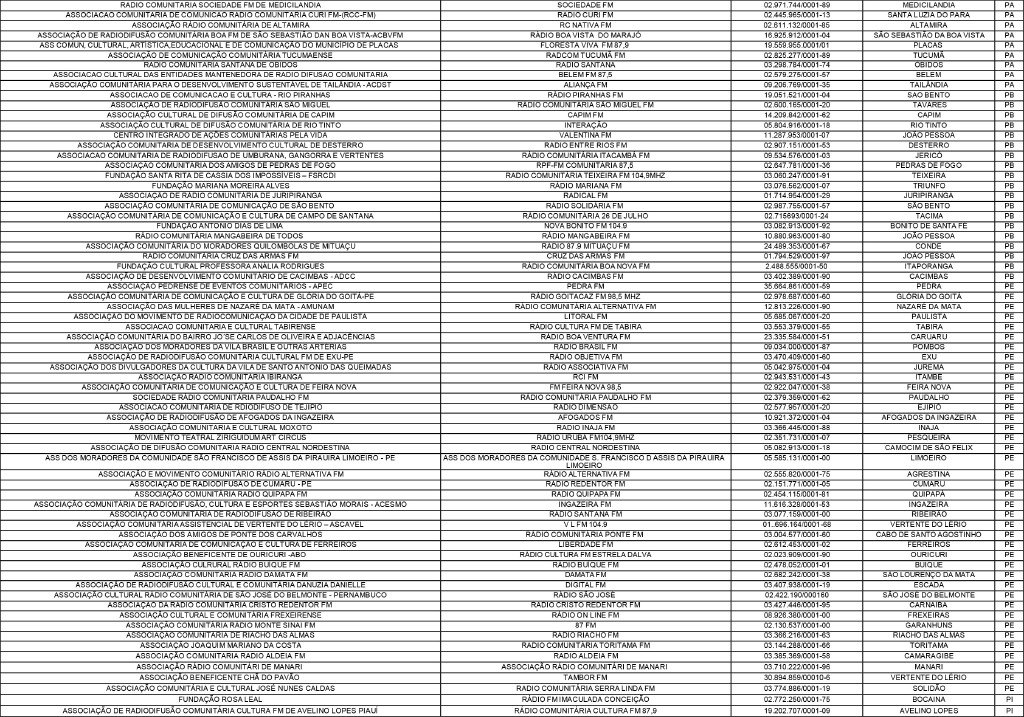 RADIO COMUNITARIA SOCIEDADE FM DE MEDICILANDIA SOCIEDADE FM 02.971.744/0001-89 MEDICILANDIA PA
ASSOCIACAO COMUNITARIA DE COMUNICAO RADIO COMUNITARIA CURI FM-(RCC-FM) RADIO CURI FM 02.445.965/0001-13 SANTA LUZIA DO PARA PA
ASSOCIAÇÃO RÁDIO COMUNITÁRIA DE ALTAMIRA RC NATIVA FM 02.611.132/0001-85 ALTAMIRA PA
ASSOCIAÇÃO DE RADIODIFUSÃO COMUNITÁRIA BOA FM DE SÃO SEBASTIÃO DAN BOA VISTA-ACBVFM RÁDIO BOA VISTA DO MARAJÓ 16.925.912/0001-04 SÃO SEBASTIÃO DA BOA VISTA PA
ASS COMUN, CULTURAL, ARTISTICA,EDUCACIONAL E DE COMUNICAÇÃO DO MUNICIPIO DE PLACAS FLORESTA VIVA FM 87,9 19.559.955/0001/01 PLACAS PA
ASSOCIAÇÃO DE COMUNICAÇÃO COMUNITÁRIA TUCUMAENSE RADCOM TUCUMÃ FM 02.825.277/0001-89 TUCUMÃ PA
RADIO COMUNITARIA SANTANA DE OBIDOS RADIO SANTANA 03.298.784/0001-74 OBIDOS PA
ASSOCIACAO CULTURAL DAS ENTIDADES MANTENEDORA DE RADIO DIFUSAO COMUNITARIA BELEM FM 87,5 02.579.275/0001-57 BELEM PA
ASSOCIAÇÃO COMUNITÁRIA PARA O DESENVOLVIMENTO SUSTENTÁVEL DE TAILÂNDIA - ACDST ALIANÇA FM 09.206.759/0001-35 TAILÂNDIA PA
ASSOCIACAO DE COMUNICACAO E CULTURA - RIO PIRANHAS RÁDIO PIRANHAS FM 19.051.521/0001-04 SAO BENTO PB
ASSOCIAÇÃO DE RADIODIFUSÃO COMUNITARIA SÃO MIGUEL RÁDIO COMUNITÁRIA SÃO MIGUEL FM 02.600.165/0001-20 TAVARES PB
ASSOCIAÇÃO CULTURAL DE DIFUSÃO COMUNITÁRIA DE CAPIM CAPIM FM 14.209.842/0001-62 CAPIM PB
ASSOCIAÇÃO CULTURAL DE DIFUSÃO COMUNITARIA DE RIO TINTO INTERAÇÃO 05.804.916/0001-18 RIO TINTO PB
CENTRO INTEGRADO DE AÇÕES COMUNITARIAS PELA VIDA VALENTINA FM 11.287.953/0001-07 JOÃO PESSOA PB
ASSOCIAÇÃO COMUNITÁRIA DE DESENVOLVIMENTO CULTURAL DE DESTERRO RADIO ENTRE RIOS FM 02.907.151/0001-53 DESTERRO PB
ASSOCIACAO COMUNITARIA DE RADIODIFUSAO DE UMBURANA, GANGORRA E VERTENTES RÁDIO COMUNITÁRIA ITACAMBÁ FM 09.534.576/0001-03 JERICÓ PB
ASSOCIAÇAO COMUNITARIA DOS AMIGOS DE PEDRAS DE FOGO RPF-FM COMUNITARIA 87,5 02.647.781/0001-36 PEDRAS DE FOGO PB
FUNDAÇÃO SANTA RITA DE CASSIA DOS IMPOSSÍVEIS – FSRCDI RADIO COMUNITÁRIA TEIXEIRA FM 104,9MHZ 03.060.247/0001-91 TEIXEIRA PB
FUNDAÇÃO MARIANA MOREIRA ALVES RÁDIO MARIANA FM 03.076.562/0001-07 TRIUNFO PB
ASSOCIAÇÃO DE RÁDIO COMUNITÁRIA DE JURIPIRANGA RADICAL FM 01.714.954/0001-29 JURIPIRANGA PB
ASSOCIAÇÃO COMUNITÁRIA DE COMUNICAÇÃO DE SÃO BENTO RÁDIO SOLIDARIA FM 02.987.755/0001-57 SÃO BENTO PB
ASSOCIAÇÃO COMUNITÁRIA DE COMUNICAÇÃO E CULTURA DE CAMPO DE SANTANA RÁDIO COMUNITÁRIA 26 DE JULHO 02.715693/0001-24 TACIMA PB
FUNDAÇÃO ANTONIO DIAS DE LIMA NOVA BONITO FM 104.9 03.082.913/0001-92 BONITO DE SANTA FE PB
RÁDIO COMUNITÁRIA MANGABEIRA DE TODOS RÁDIO MANGABEIRA FM 10.880.963/0001-80 JOÃO PESSOA PB
ASSOCIAÇÃO COMUNITÁRIA DO MORADORES QUILOMBOLAS DE MITUAÇU RADIO 87.9 MITUAÇU FM 24.489.353/0001-67 CONDE PB
RADIO COMUNITARIA CRUZ DAS ARMAS FM CRUZ DAS ARMAS FM 01.794.529/0001-97 JOAO PESSOA PB
FUNDAÇÃO CULTURAL PROFESSORA ANALIA RODRIGUES RÁDIO COMUNITÁRIA BOA NOVA FM 2.488.555/0001-50 ITAPORANGA PB
ASSOCIAÇÃO DE DESENVOLVIMENTO COMUNITÁRIO DE CACIMBAS - ADCC RÁDIO CACIMBAS FM 03.402.389/0001-90 CACIMBAS PB
ASSOCIAÇÃO PEDRENSE DE EVENTOS COMUNITARIOS - APEC PEDRA FM 35.664.861/0001-59 PEDRA PE
ASSOCIAÇÃO COMUNITÁRIA DE COMUNICAÇÃO E CULTURA DE GLÓRIA DO GOITÁ-PE RÁDIO GOITACAZ FM 98,5 MHZ 02.978.687/0001-60 GLÓRIA DO GOITÁ PE
ASSOCIAÇÃO DAS MULHERES DE NAZARÉ DA MATA - AMUNAM RÁDIO COMUNITÁRIA ALTERNATIVA FM 12.813.226/0001-90 NAZARÉ DA MATA PE
ASSOCIAÇÃO DO MOVIMENTO DE RADIOCOMUNICAÇÃO DA CIDADE DE PAULISTA LITORAL FM 05.685.067/0001-20 PAULISTA PE
ASSOCIACAO COMUNITARIA E CULTURAL TABIRENSE RÁDIO CULTURA FM DE TABIRA 03.553.379/0001-55 TABIRA PE
ASSOCIAÇÃO COMUNITÁRIA DO BAIRRO JO´SE CARLOS DE OLIVEIRA E ADJACÊNCIAS RÁDIO BOA VENTURA FM 23.335.584/0001-51 CARUARU PE
ASSOCIAÇÃO DOS MORADORES DA VILA BRASIL E OUTRAS ARTÉRIAS RÁDIO BRASIL FM 09.034.000/0001-87 POMBOS PE
ASSOCIAÇÃO DE RADIODIFUSÃO COMUNITÁRIA CULTURAL FM DE EXU-PE RÁDIO OBJETIVA FM 03.470.409/0001-60 EXU PE
ASSOCIAÇÃO DOS DIVULGADORES DA CULTURA DA VILA DE SANTO ANTONIO DAS QUEIMADAS RÁDIO ASSOCIATIVA FM 05.042.975/0001-04 JUREMA PE
ASSOCIAÇÃO RADIO COMUNITÁRIA IBIRANGA RCI FM 02.943.531/0001-43 ITAMBÉ PE
ASSOCIAÇÃO COMUNITÁRIA DE COMUNICAÇÃO E CULTURA DE FEIRA NOVA FM FEIRA NOVA 98,5 02.922.047/0001-38 FEIRA NOVA PE
SOCIEDADE RÁDIO COMUNITÁRIA PAUDALHO FM RÁDIO COMUNITÁRIA PAUDALHO FM 02.379.359/0001-62 PAUDALHO PE
ASSOCIACAO COMUNITARIA DE RDIODIFUSO DE TEJIPIO RADIO DIMENSAO 02.577.957/0001-20 EJIPIO PE
ASSOCIAÇÃO DE RADIODIFUSÃO DE AFOGADOS DA INGAZEIRA AFOGADOS FM 10.921.372/0001-04 AFOGADOS DA INGAZEIRA PE
ASSOCIAÇÃO COMUNITARIA E CULTURAL MOXOTO RADIO INAJA FM 03.366.445/0001-88 INAJA PE
MOVIMENTO TEATRAL ZIRIGUIDUM ART CIRCUS RADIO URUBA FM104,9MHZ 02.351.731/0001-07 PESQUEIRA PE
ASSOCIAÇÃO DE DIFUSÃO COMUNITARIA RADIO CENTRAL NORDESTINA RADIO CENTRAL NORDESTINA 05.082.913/0001-18 CAMOCIM DE SÃO FELIX PE
ASS DOS MORADORES DA COMUNIDADE SÃO FRANCISCO DE ASSIS DA PIRAUIRA LIMOEIRO - PE ASS DOS MORADORES DA COMUNIDADE S. FRANCISCO D ASSIS DA PIRAUIRA LIMOEIRO 05.585.131/0001-00 LIMOEIRO PE
ASSOCIAÇÃO E MOVIMENTO COMUNITÁRIO RÁDIO ALTERNATIVA FM RÁDIO ALTERNATIVA FM 02.555.820/0001-75 AGRESTINA PE
ASSOCIAÇÃO DE RADIODIFUSÃO DE CUMARU - PE RADIO REDENTOR FM 02.151.771/0001-05 CUMARU PE
ASSOCIAÇÃO COMUNITÁRIA RADIO QUIPAPA FM RÁDIO QUIPAPA FM 02.454.115/0001-81 QUIPAPÁ PE
ASSOCIAÇÃO COMUNITARIA DE RADIODIFUSÃO, CULTURA E ESPORTES SEBASTIÃO MORAIS - ACESMO INGAZEIRA FM 11.616.328/0001-53 INGAZEIRA PE
ASSOCIAÇÃO COMUNITÁRIA DE RADIODIFUSÃO DE RIBEIRÃO RADIO SANTANA FM 03.077.159/0001-00 RIBEIRÃO PE
ASSOCIAÇÃO COMUNITARIA ASSISTENCIAL DE VERTENTE DO LÉRIO – ASCAVEL V L FM 104.9 01..696.164/0001-68 VERTENTE DO LÉRIO PE
ASSOCIAÇÃO DOS AMIGOS DE PONTE DOS CARVALHOS RÁDIO COMUNITÁRIA PONTE FM 03.004.577/0001-60 CABO DE SANTO AGOSTINHO PE
ASSOCIAÇÃO COMUNITÁRIA DE COMUNICAÇÃO E CULTURA DE FERREIROS LIBERDADE FM 02.612.453/0001-02 FERREIROS PE
ASSOCIAÇÃO BENEFICENTE DE OURICURI -ABO RÁDIO CULTURA FM ESTRELA DALVA 02.023.909/0001-90 OURICURI PE
ASSOCIAÇÃO CULRURAL RÁDIO BUÍQUE FM RÁDIO BUÍQUE FM 02.476.052/0001-01 BUIQUE PE
ASSOCIAÇÃO COMUNITARIA RADIO DAMATA FM DAMATA FM 02.682.242/0001-38 SÃO LOURENÇO DA MATA PE
ASSOCIAÇÃO DE RADIODIFUSÃO CULTURAL E COMUNITÁRIA DANUZIA DANIELLE DIGITAL FM 03.407.938/0001-19 ESCADA PE
ASSOCIAÇÃO CULTURAL RÁDIO COMUNITÁRIA DE SÃO JOSÉ DO BELMONTE - PERNAMBUCO RÁDIO SÃO JOSÉ 02.422.190/000160 SÃO JOSÉ DO BELMONTE PE
ASSOCIAÇÃO DA RADIO COMUNITARIA CRISTO REDENTOR FM RADIO CRISTO REDENTOR FM 03.427.446/0001-95 CARNAIBA PE
ASSOCIAÇÃO CULTURAL E COMUNITÁRIA FREXEIRENSE RÁDIO ON LINE FM 08.926.380/0001-00 FREXEIRAS PE
ASSOCIAÇÃO COMUNITARIA RADIO MONTE SINAI FM 87 FM 02.130.537/0001-00 GARANHUNS PE
ASSOCIAÇÃO COMUNITARIA DE RIACHO DAS ALMAS RADIO RIACHO FM 03.366.216/0001-63 RIACHO DAS ALMAS PE
ASSOCIAÇAO JOAQUIM MARIANO DA COSTA RADIO COMUNITARIA TORITAMA FM 03.144.288/0001-66 TORITAMA PE
ASSOCIAÇÃO COMUNITARIA RADIO ALDEIA FM RADIO ALDEIA FM 03.385.369/0001-58 CAMARAGIBE PE
ASSOCIAÇÃO RÁDIO COMUNITÁRI DE MANARI ASSOCIAÇÃO RÁDIO COMUNITÁRI DE MANARI 03.710.222/0001-96 MANARI PE
ASSOCIAÇÃO BENEFICENTE CHÃ DO PAVÃO TAMBOR FM 30.894.859/00010-6 VERTENTE DO LÉRIO PE
ASSOCIAÇÃO COMUNITÁRIA E CULTURAL JOSÉ NUNES CALDAS RADIO COMUNITÁRIA SERRA LINDA FM 03.774.886/0001-19 SOLIDÃO PE
FUNDAÇÃO ROSA LEAL RÁDIO FM IMACULADA CONCEIÇÃO 02.772.250/0001-75 BOCAINA PI
ASSOCIAÇÃO DE RADIODIFUSÃO COMUNITÁRIA CULTURA FM DE AVELINO LOPES PIAUÍ RÁDIO COMUNITÁRIA CULTURA FM 87,9 19.202.707/0001-09 AVELINO LOPES PI